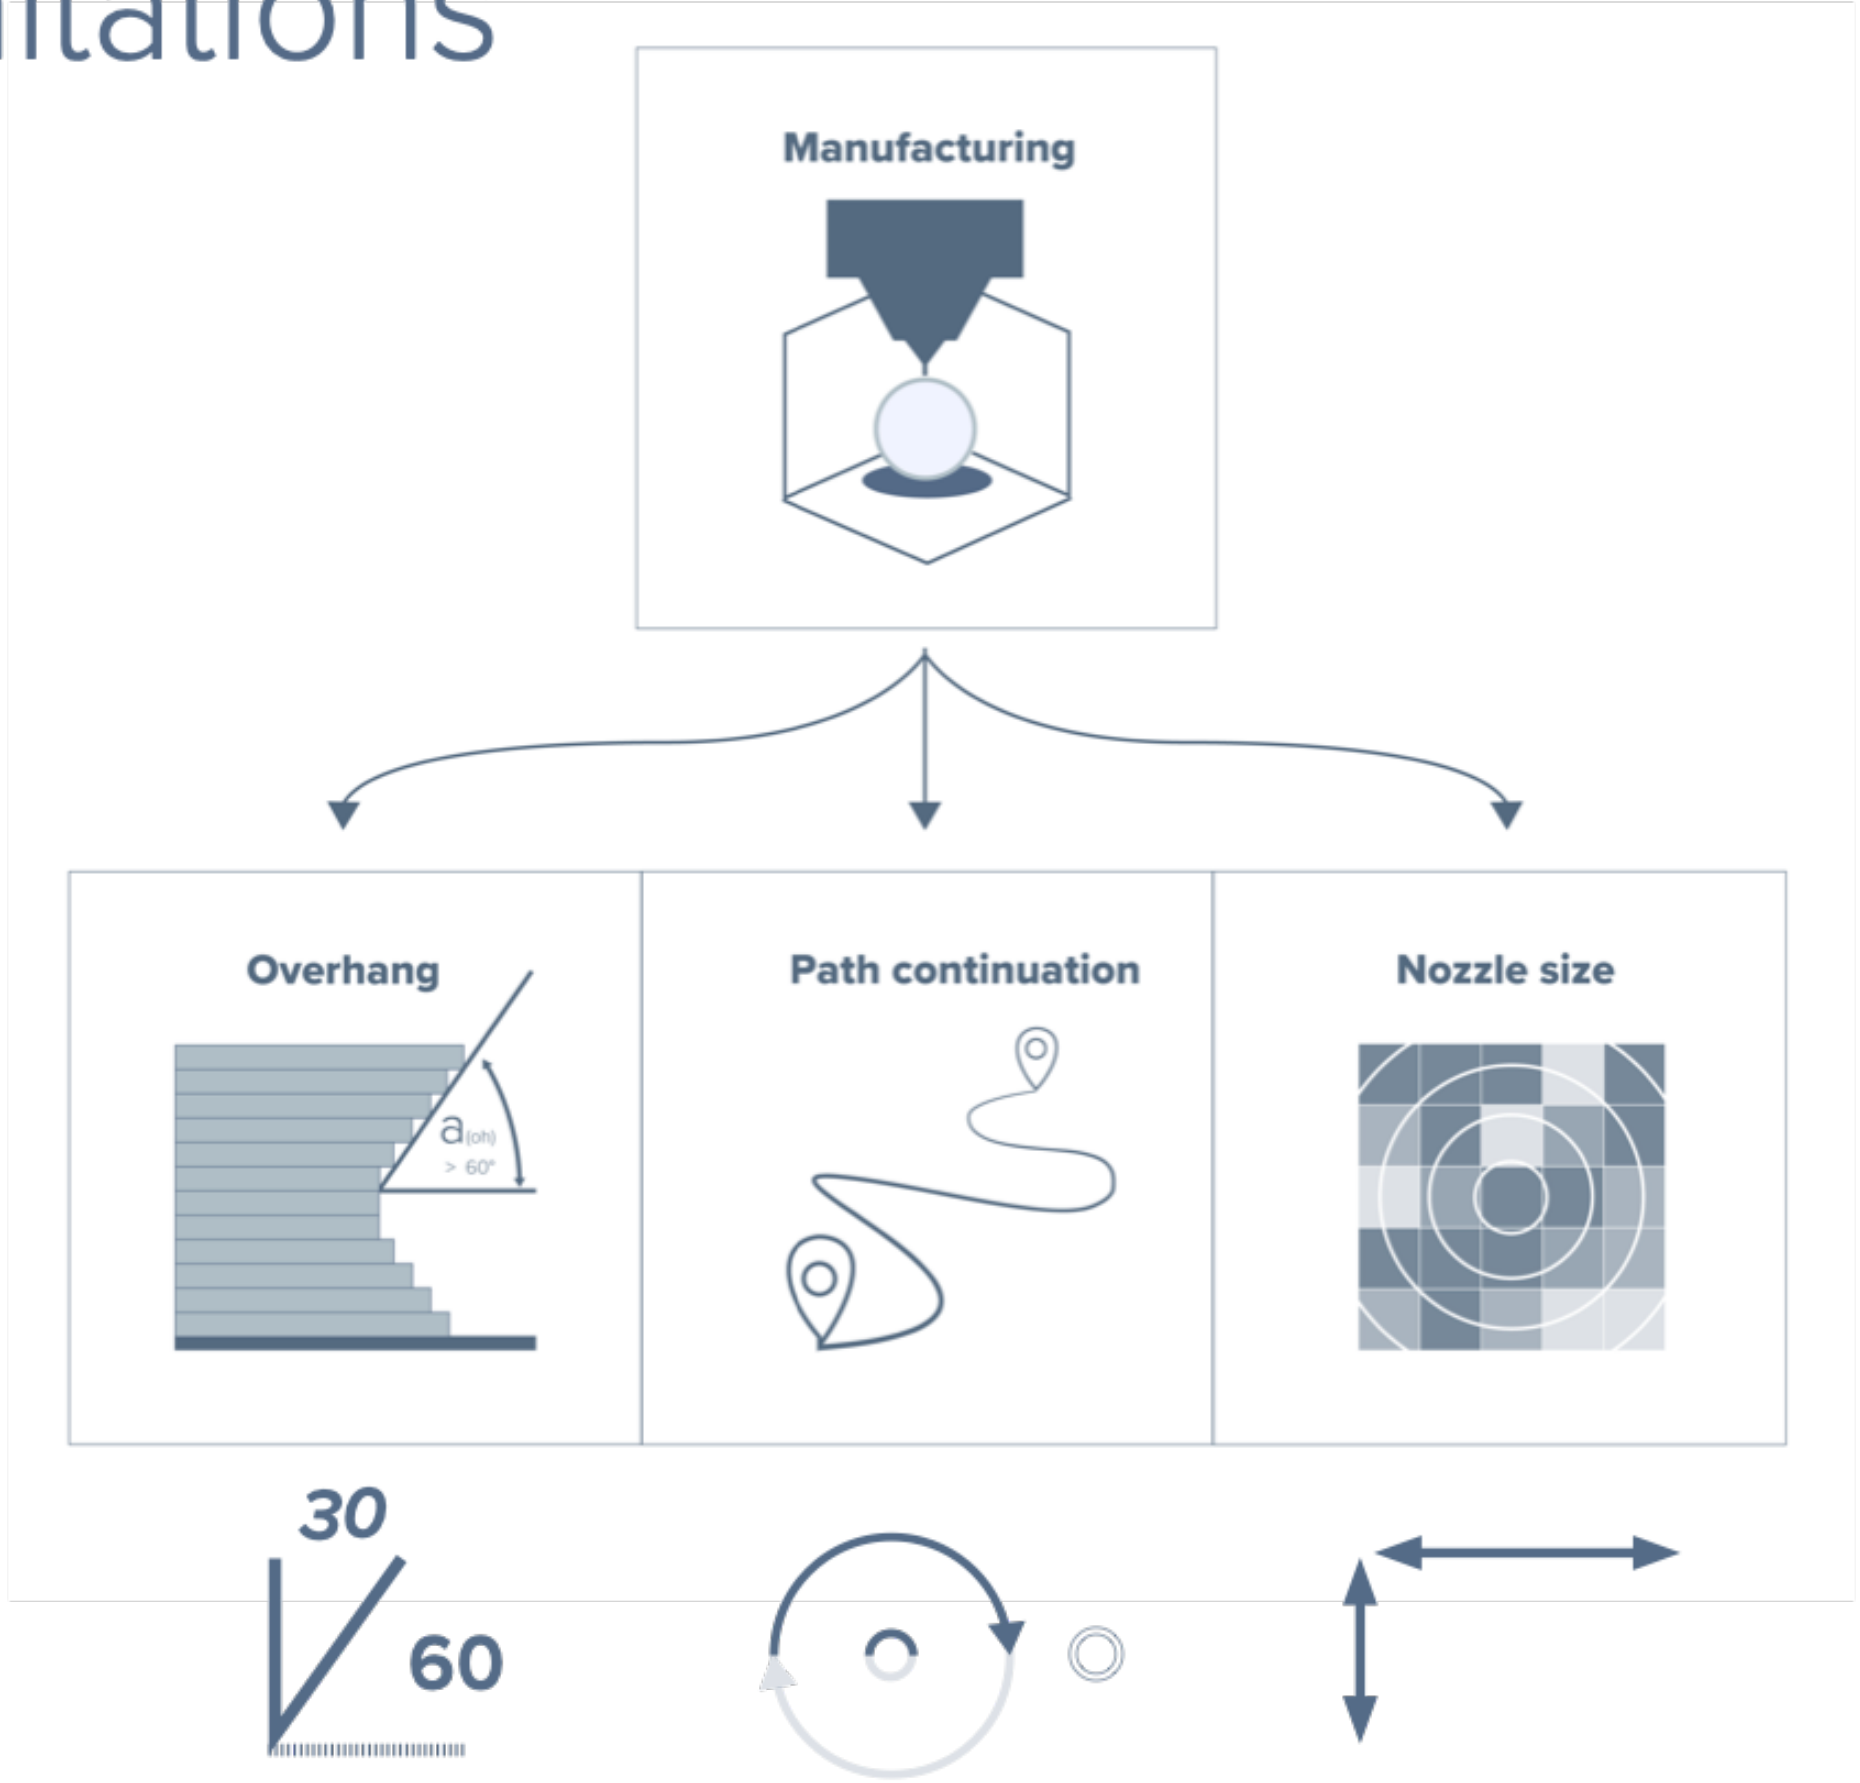 itations
Manufacturing
Overhang
Path continuation
Nozzle size
a(oh)
> 60°
30
60